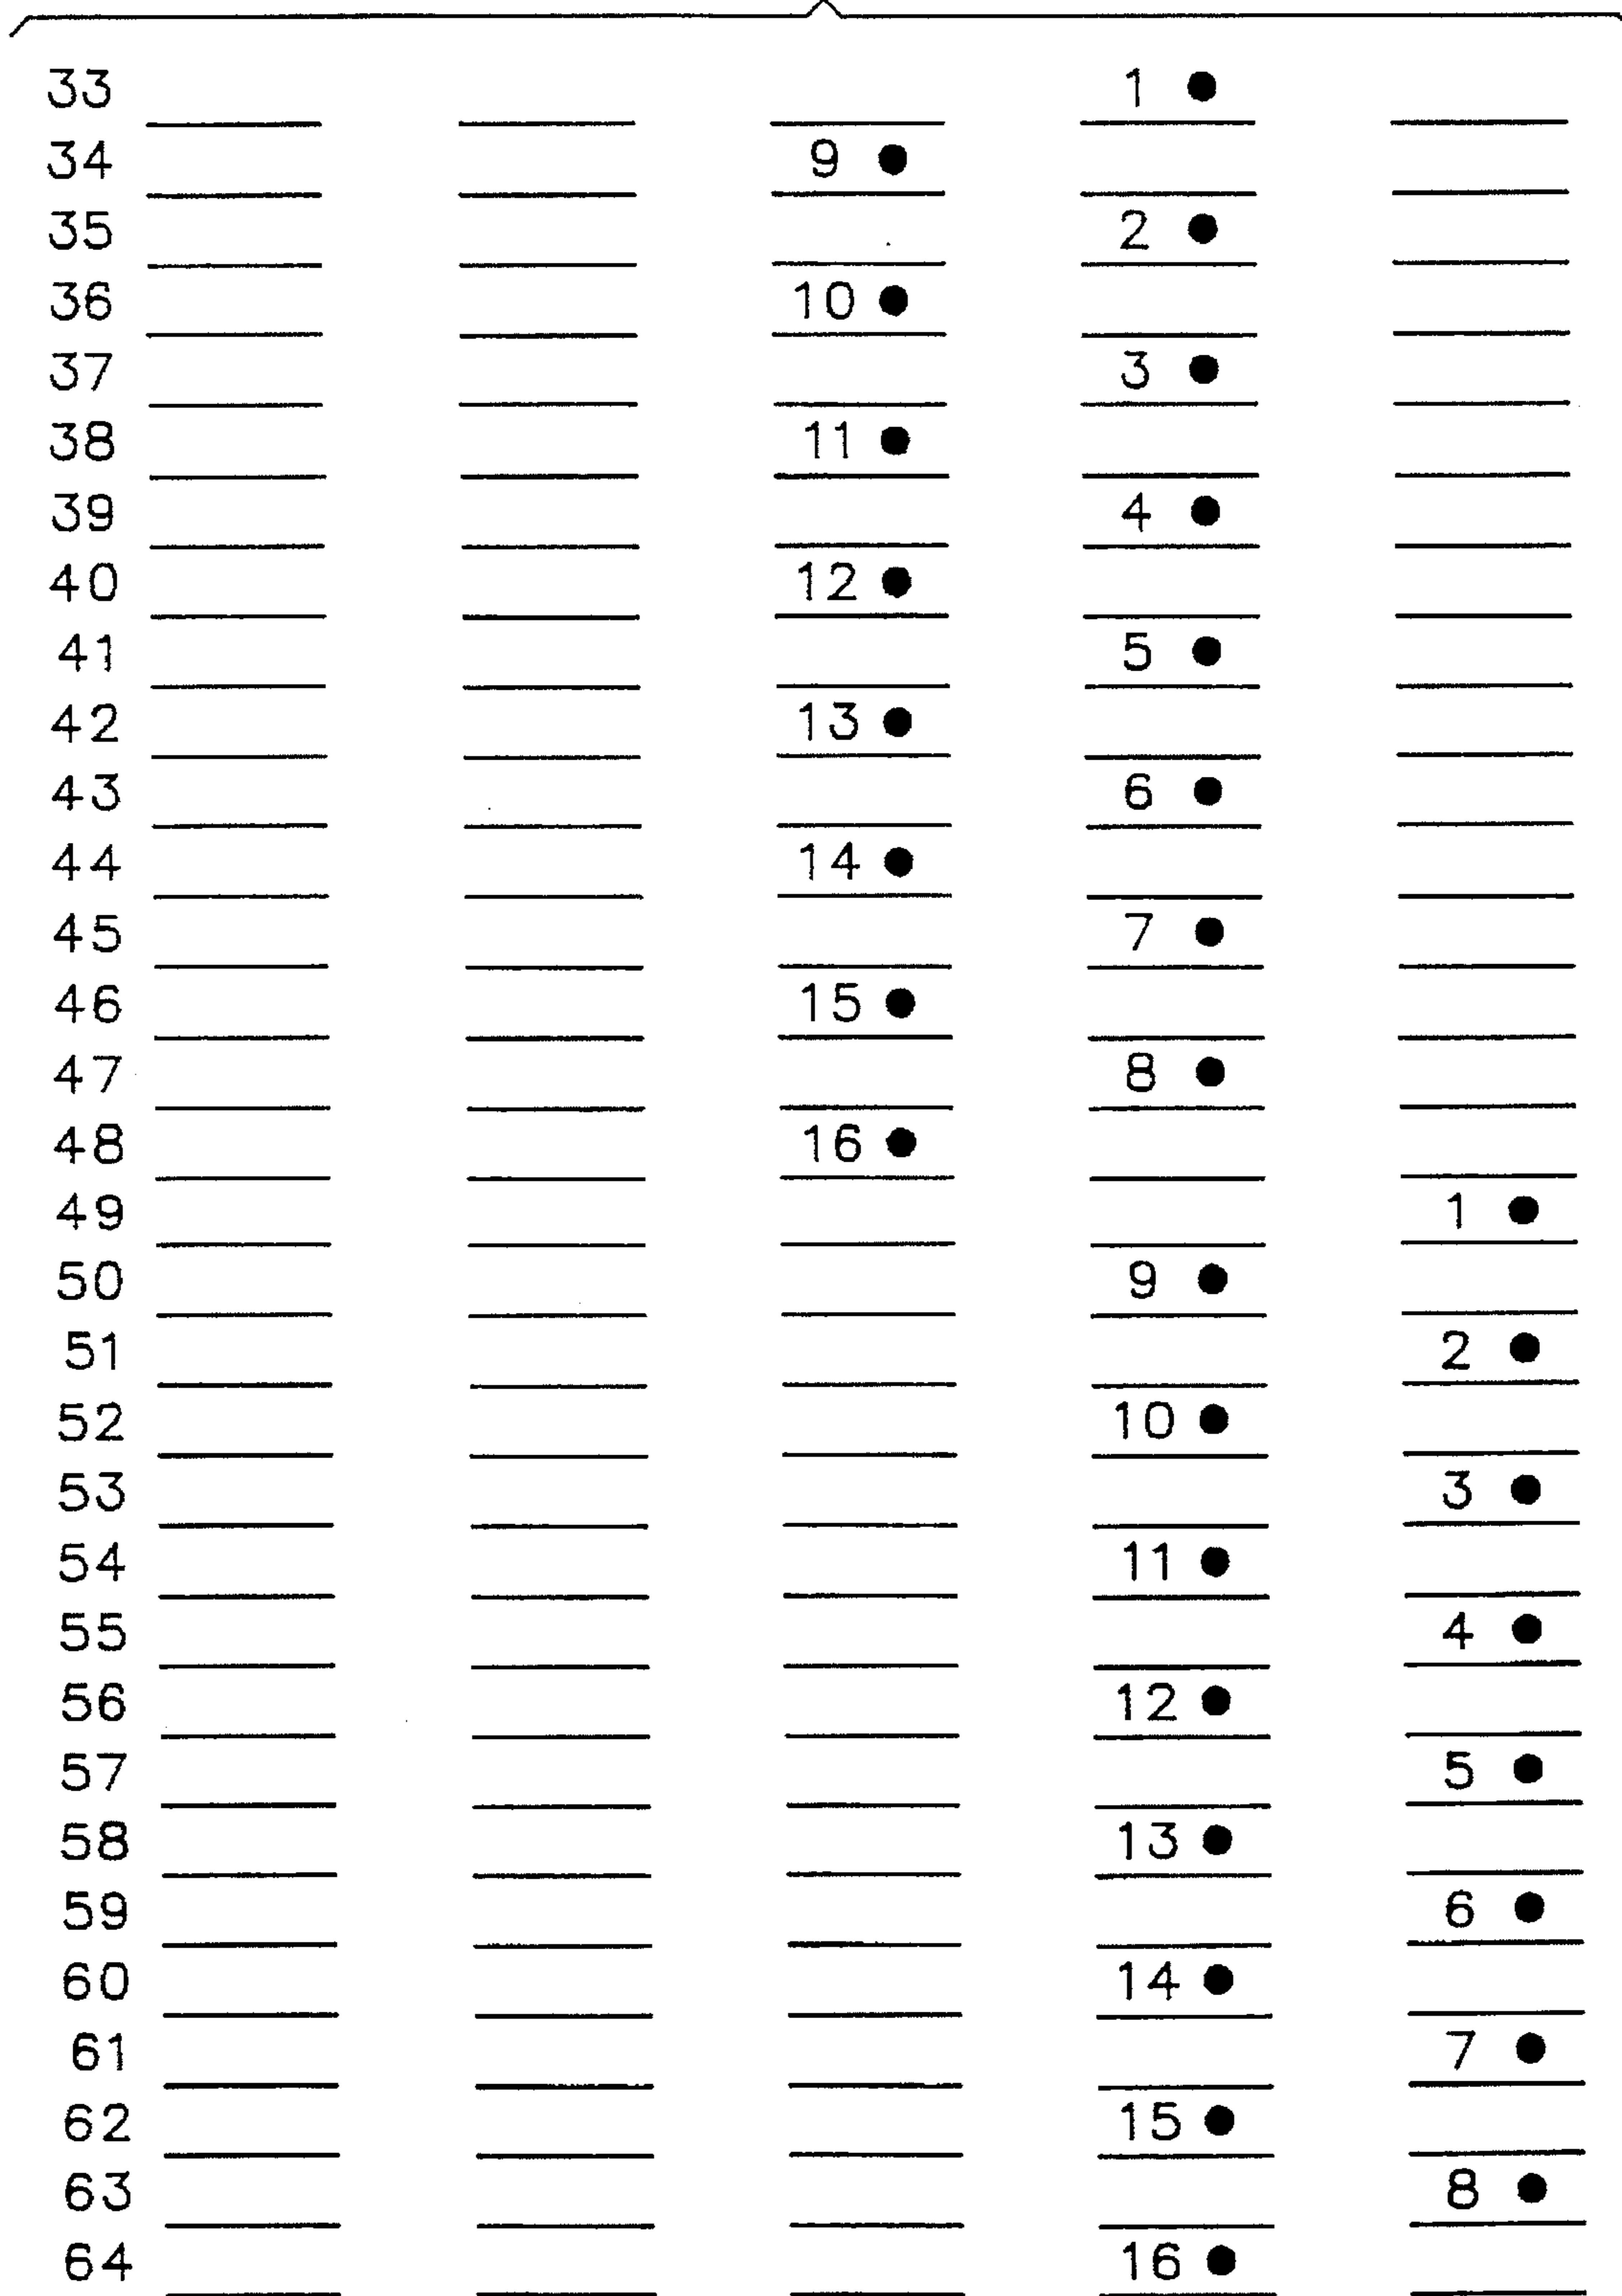 33 1 ●
34 9 ●
35 2 ●
36 10 ●
37 3 ●
38 11 ●
39 4 ●
40 12 ●
41 5 ●
42 13 ●
43 6 ●
44 14 ●
45 7 ●
46 15 ●
47 8 ●
48 16 ●
49 1 ●
50 9 ●
51 2 ●
52 10 ●
53 3 ●
54 11 ●
55 4 ●
56 12 ●
57 5 ●
58 13 ●
59 6 ●
60 14 ●
61 7 ●
62 15 ●
63 8 ●
64 16 ●